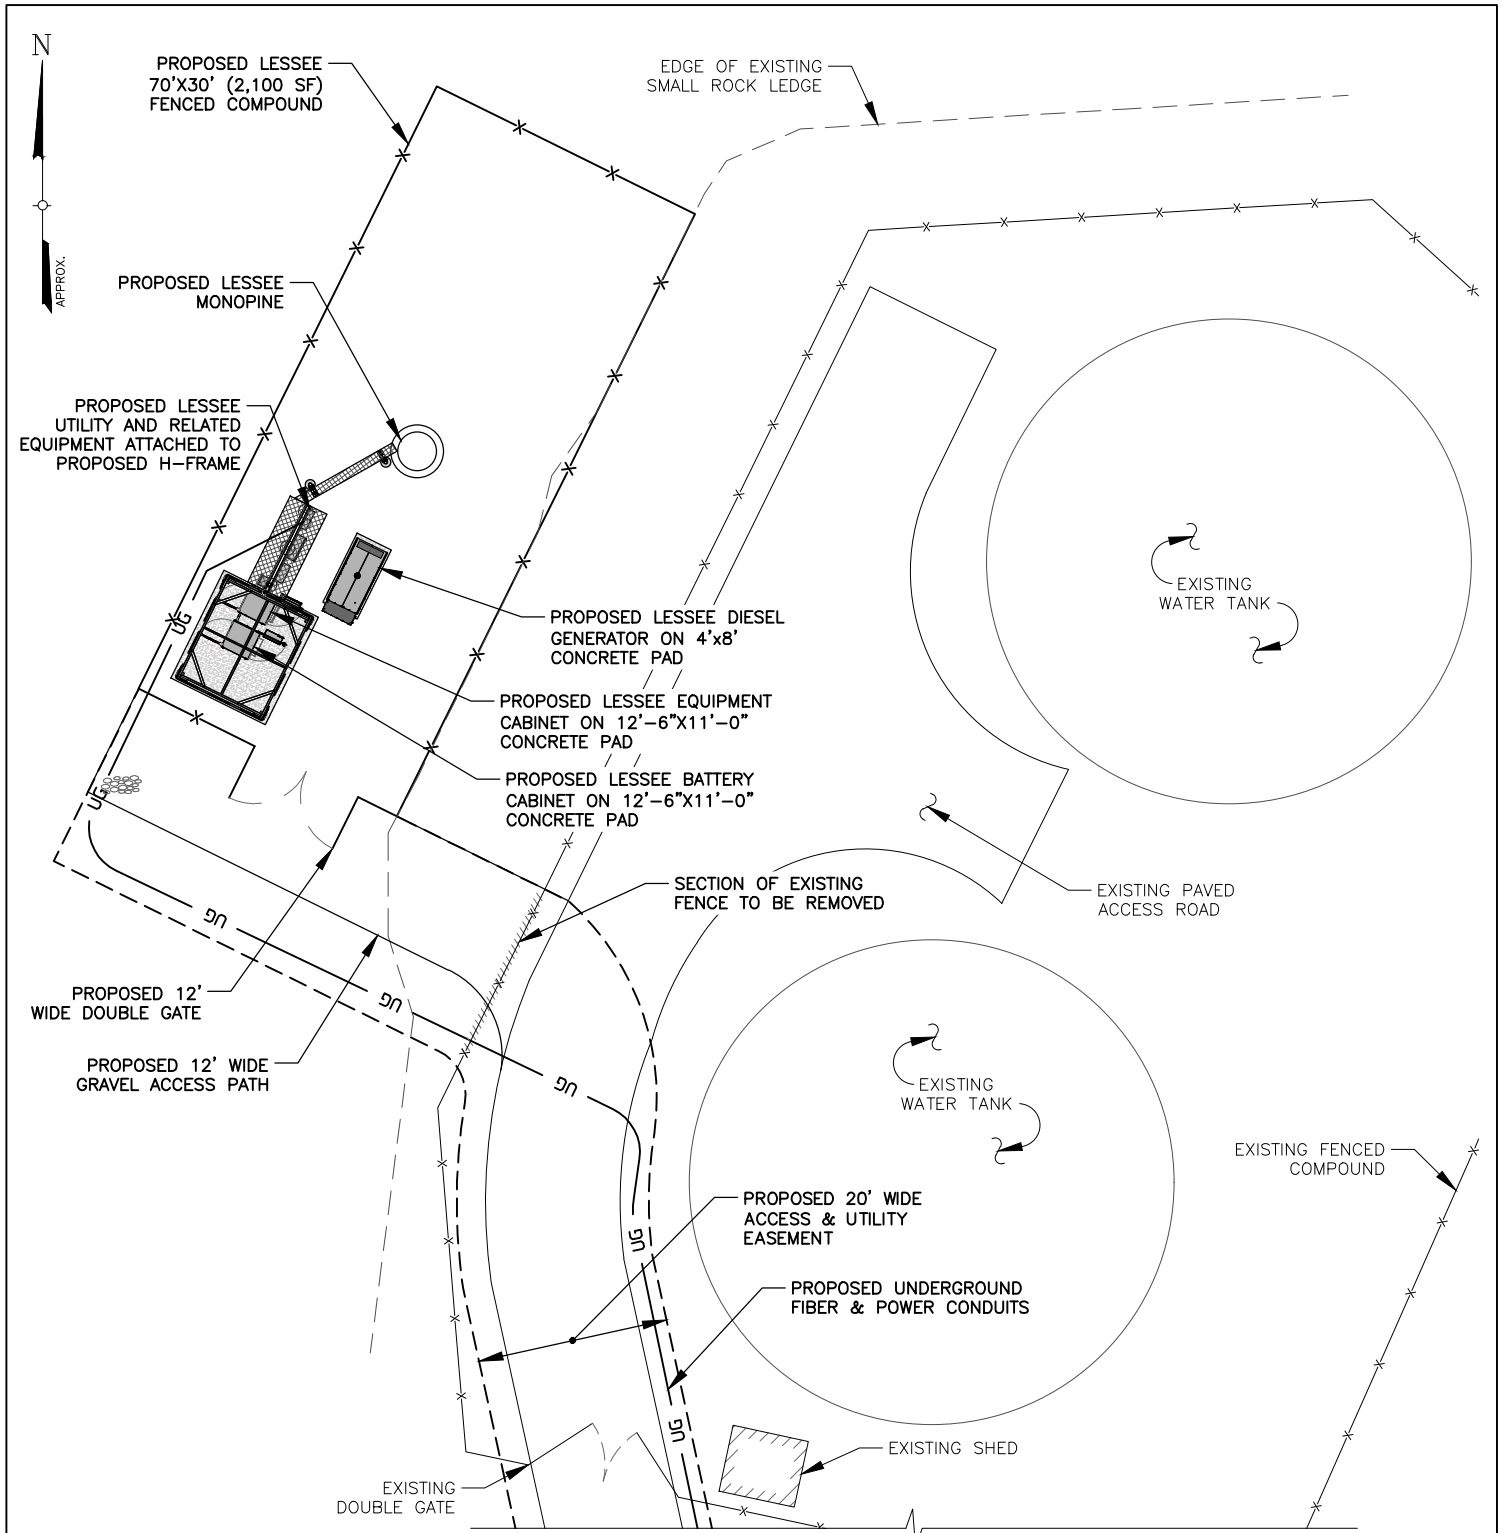 N
APPROX.
PROPOSED LESSEE
70'X30' (2,100 SF)
FENCED COMPOUND
EDGE OF EXISTING
SMALL ROCK LEDGE
PROPOSED LESSEE
MONOPINE
PROPOSED LESSEE
UTILITY AND RELATED
EQUIPMENT ATTACHED TO
PROPOSED H-FRAME
EXISTING
WATER TANK
PROPOSED LESSEE DIESEL
GENERATOR ON 4'x8'
CONCRETE PAD
UG
PROPOSED LESSEE EQUIPMENT
CABINET ON 12'-6"X11'-0"
CONCRETE PAD
PROPOSED LESSEE BATTERY
CABINET ON 12'-6"X11'-0"
CONCRETE PAD
UG
SECTION OF EXISTING
FENCE TO BE REMOVED
EXISTING PAVED
ACCESS ROAD
UG
PROPOSED 12'
WIDE DOUBLE GATE
UG
PROPOSED 12' WIDE
GRAVEL ACCESS PATH
UG
EXISTING
WATER TANK
EXISTING FENCED
COMPOUND
PROPOSED 20' WIDE
ACCESS & UTILITY
EASEMENT
UG
PROPOSED UNDERGROUND
FIBER & POWER CONDUITS
UG
EXISTING SHED
EXISTING
DOUBLE GATE